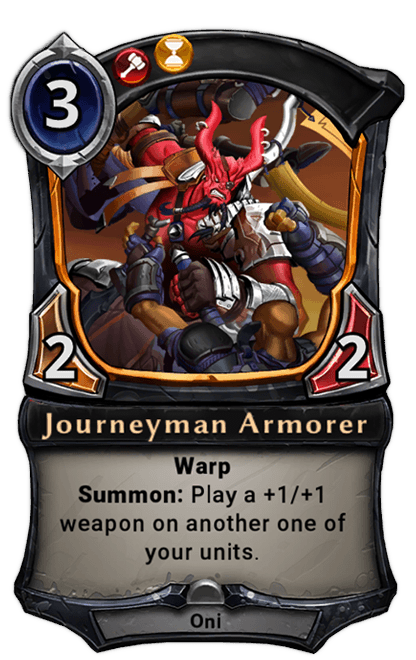 3
2
2
Journeyman Armorer
Warp
Summon: Play a +1/+1
weapon on another one of
your units.
Oni